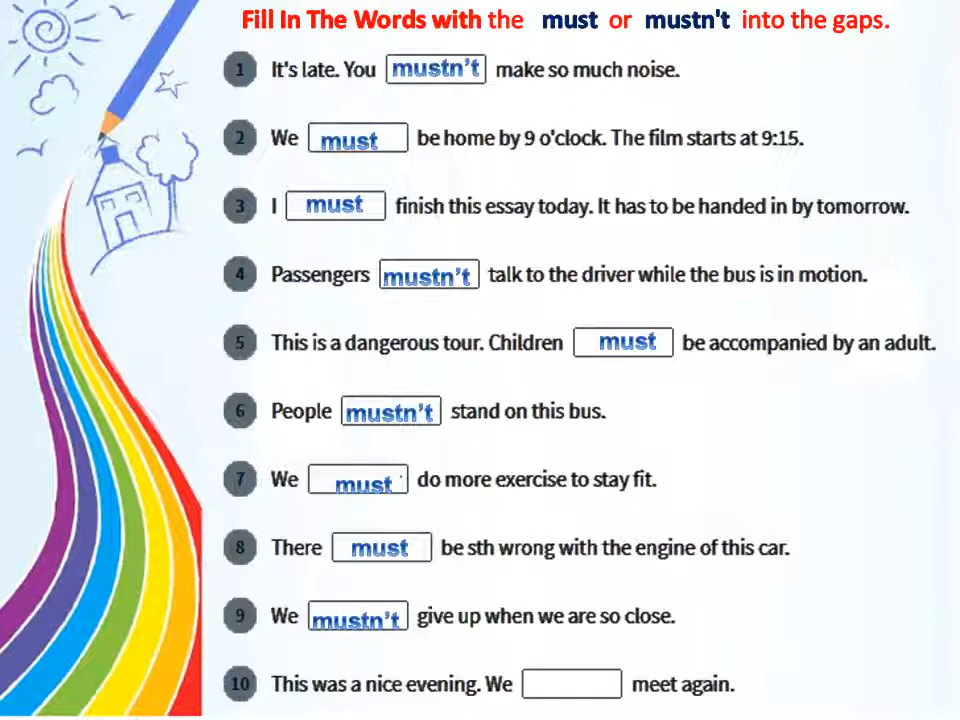 Fill In The Words with the must or mustn't into the gaps.
1 It's late. You mustn't make so much noise.
2 We must be home by 9 o'clock. The film starts at 9:15.
3 I must finish this essay today. It has to be handed in by tomorrow.
4 Passengers mustn't talk to the driver while the bus is in motion.
5 This is a dangerous tour. Children must be accompanied by an adult.
6 People mustn't stand on this bus.
7 We must do more exercise to stay fit.
8 There must be sth wrong with the engine of this car.
9 We mustn't give up when we are so close.
10 This was a nice evening. We meet again.